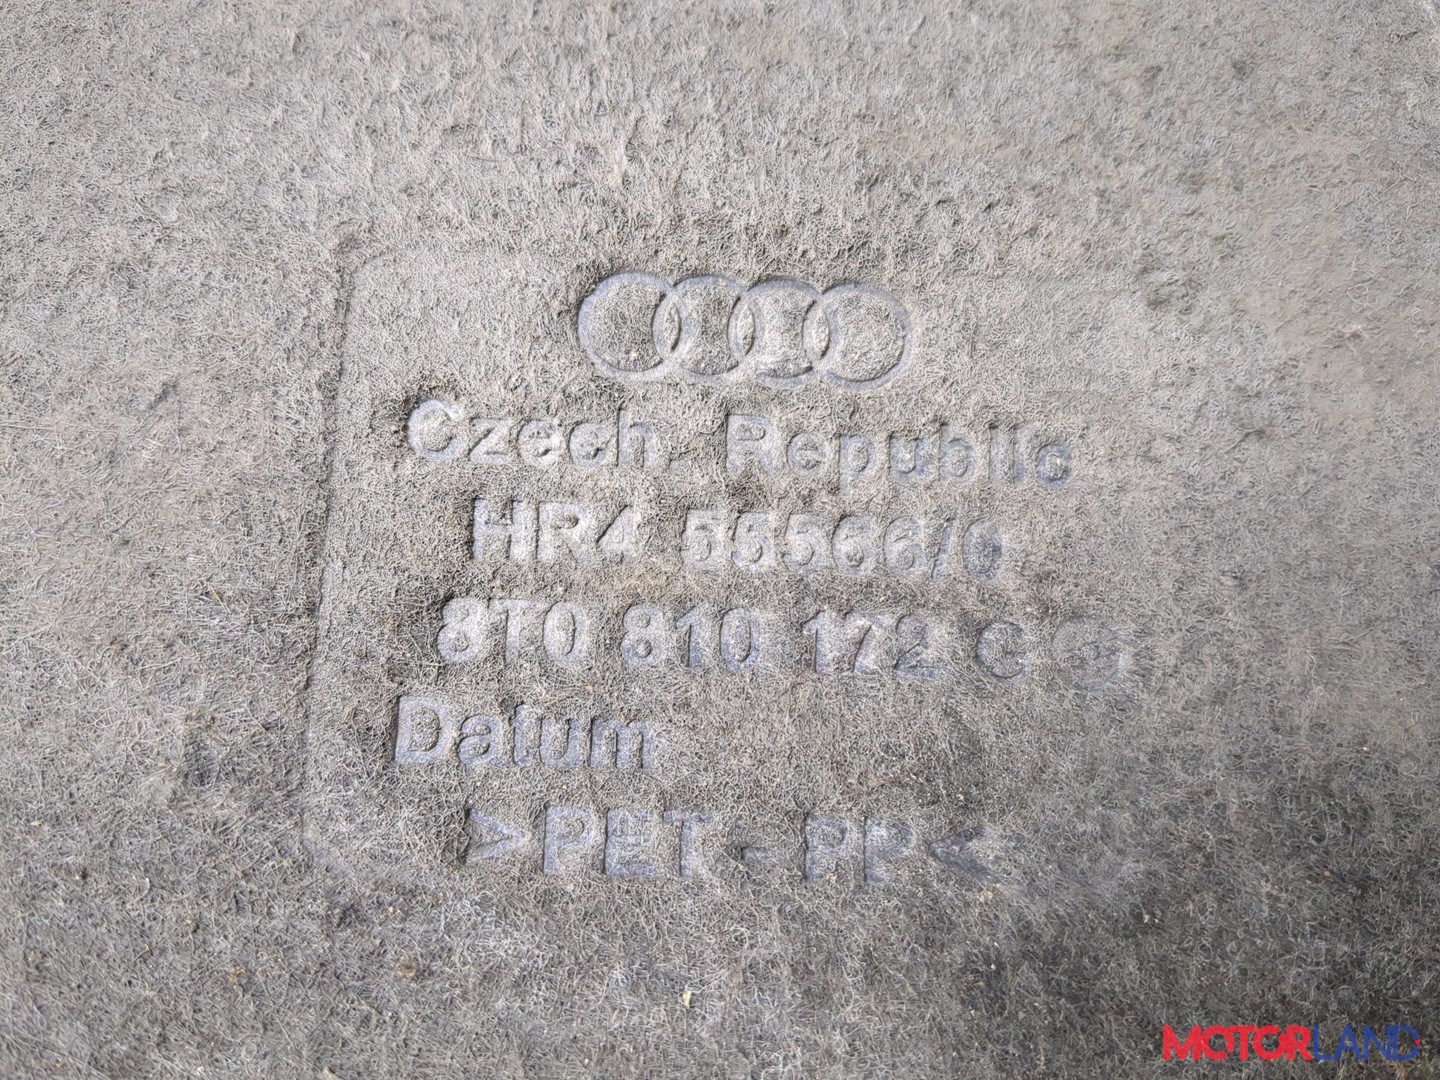 Czech. Republic
HR4 55566/0
8T0 810 172 C
Datum
>PET-PP<
MOTORLAND